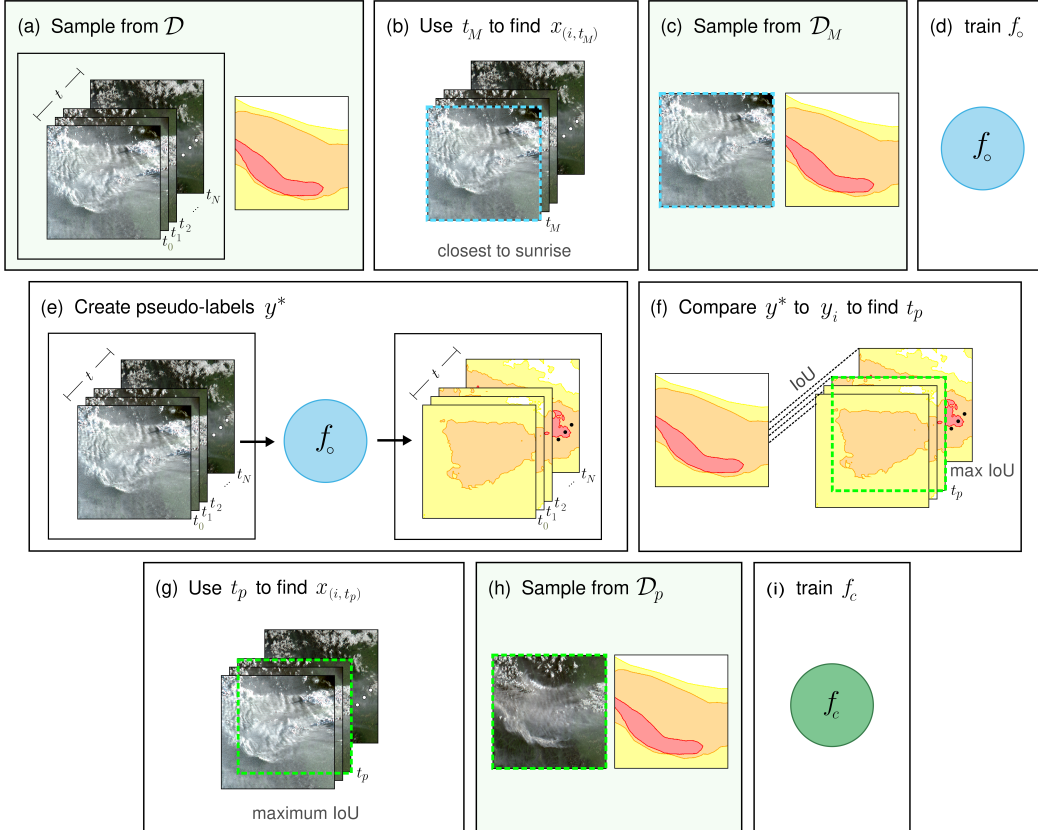 (a) Sample from 𝒟
t
t_0 t_1 t_2 ... t_N
(b) Use t_M to find x_(i, t_M)
t_M
closest to sunrise
(c) Sample from 𝒟_M
(d) train f_∘
f_∘
(e) Create pseudo-labels y*
t
t_0 t_1 t_2 ... t_N
f_∘
t
t_0 t_1 t_2 ... t_N
(f) Compare y* to y_i to find t_p
IoU
max IoU
t_p
(g) Use t_p to find x_(i, t_p)
t_p
maximum IoU
(h) Sample from 𝒟_p
(i) train f_c
f_c